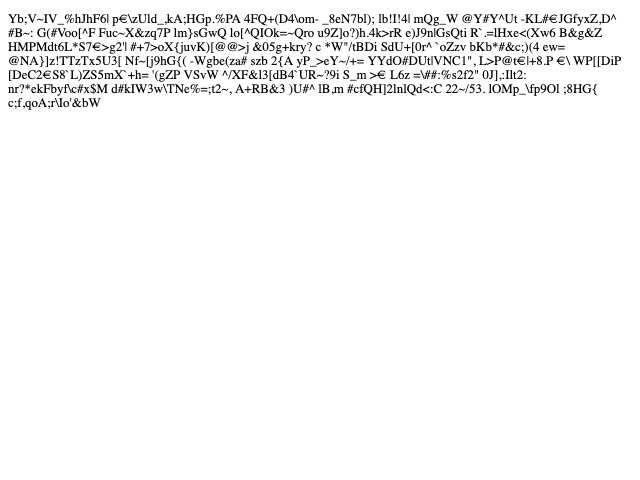 Yb;V~IV_%hJhF6| p€\zUld_,kA;HGp.%PA 4FQ+(D4\om- _8eN7bl); lb!I!4l mQg_W @Y#Y^Ut -KL#€JGfyxZ,D^
#B~: G(#Voo[^F Fuc~X&zq7P lm}sGwQ lo[^QIOk=~Qro u9Z]o?)h.4k>rR eJ9nlGsQti R`.=lHxe<(Xw6 B&g&Z
HMPMdt6L*S7€>g2'l #+7>oX{juvK)[@@>j &05g+kry? c *W"/tBDi SdU+[0r^ `oZzv bKb*#&c;)(4 ew=
@NA}]z!TTzTx5U3[ Nf~[j9hG{( -Wgbe(za# szb 2{A yP_>eY~/+= YYdO#DUt|VNC1", L>P@t€|+8.P €\ WP[[DiP
[DeC2€S8`L)ZS5mX`+h= '(gZP VSvW ^/XF&l3[dB4`UR~?9i S_m >€ L6z =\##:%s2f2" 0J],:Ilt2:
nr?*ekFbyf\c#x$M d#kIW3w\TNe%=;t2~, A+RB&3 )U#^ lB,m #cfQH]2lnlQd<:C 22~/53. lOMp_\fp9Ol ;8HG{
c;f,qoA;r\Io'&bW